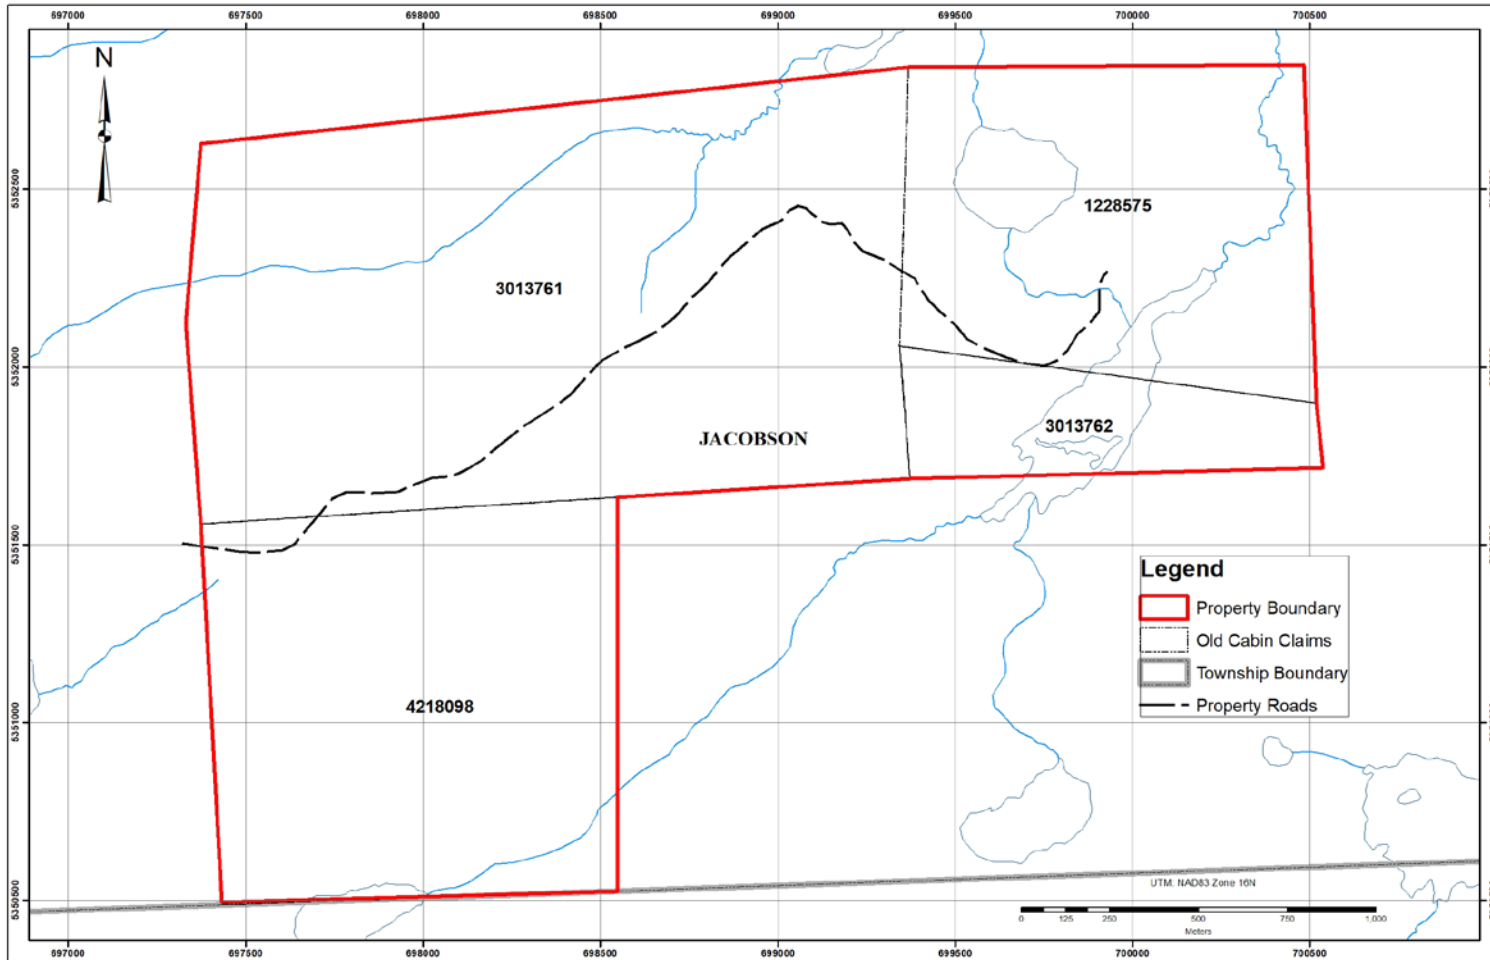 697000 697500 698000 698500 699000 699500 700000 700500
N
5352500
1228575
3013761
5352000
3013762
JACOBSON
5351500
Legend
Property Boundary
Old Cabin Claims
Township Boundary
Property Roads
4218098
5351000
UTM: NAD83 Zone 16N
5350500
0 125 250 500 750 1,000
Meters
697000 697500 698000 698500 699000 699500 700000 700500